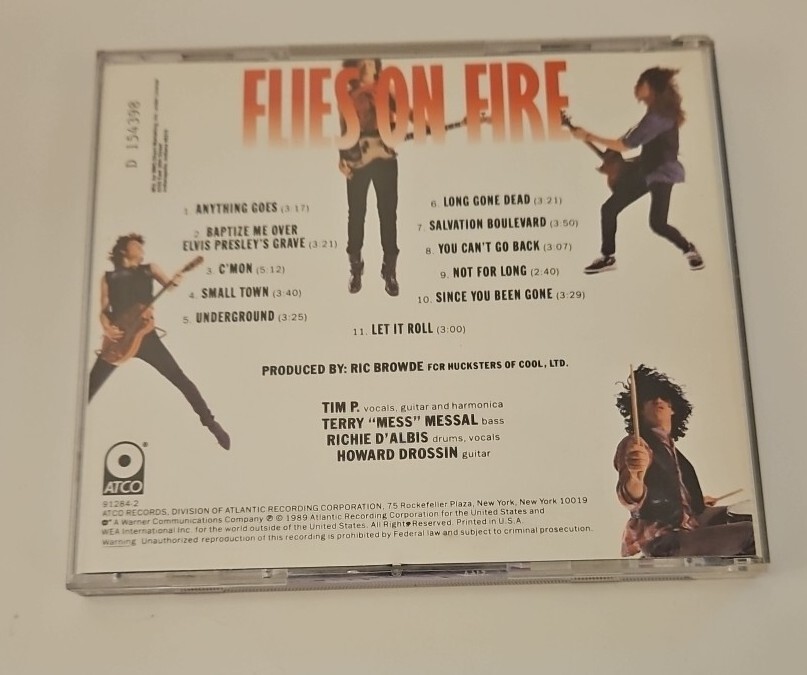 FLIES ON FIRE
D 154398
1. ANYTHING GOES (3:17)
2. BAPTIZE ME OVER
ELVIS PRESLEY'S GRAVE (3:21)
3. C'MON (5:12)
4. SMALL TOWN (3:40)
5. UNDERGROUND (3:25)
6. LONG GONE DEAD (3:21)
7. SALVATION BOULEVARD (3:50)
8. YOU CAN'T GO BACK (3:07)
9. NOT FOR LONG (2:40)
10. SINCE YOU BEEN GONE (3:29)
11. LET IT ROLL (3:00)
PRODUCED BY: RIC BROWDE FOR HUCKSTERS OF COOL, LTD.
TIM P. vocals, guitar and harmonica
TERRY "MESS" MESSAL bass
RICHIE D'ALBIS drums, vocals
HOWARD DROSSIN guitar
ATCO
®
91284-2
ATCO RECORDS, DIVISION OF ATLANTIC RECORDING CORPORATION, 75 Rockefeller Plaza, New York, New York 10019
A Warner Communications Company ℗ © 1989 Atlantic Recording Corporation for the United States and
WEA International Inc. for the world outside of the United States. All Rights Reserved. Printed in U.S.A.
Warning: Unauthorized reproduction of this recording is prohibited by Federal law and subject to criminal prosecution.